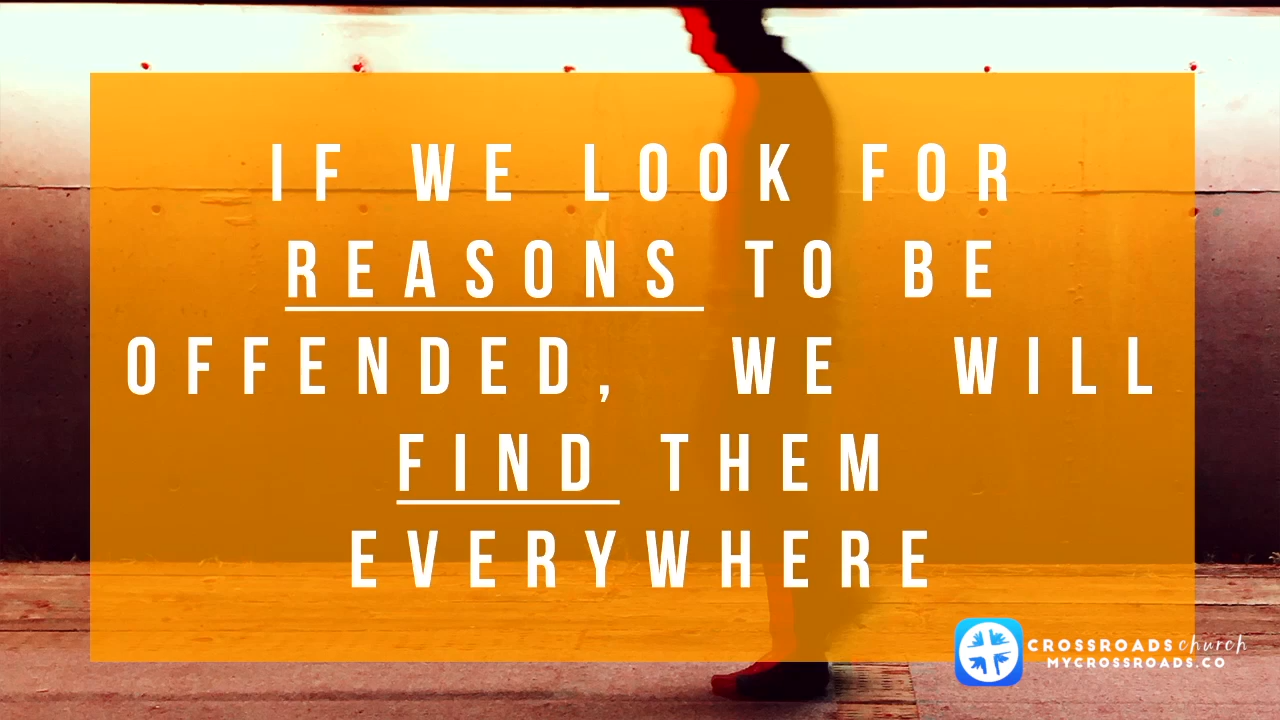 IF WE LOOK FOR
REASONS TO BE
OFFENDED, WE WILL
FIND THEM
EVERYWHERE
CROSSROADS church
MYCROSSROADS.CO